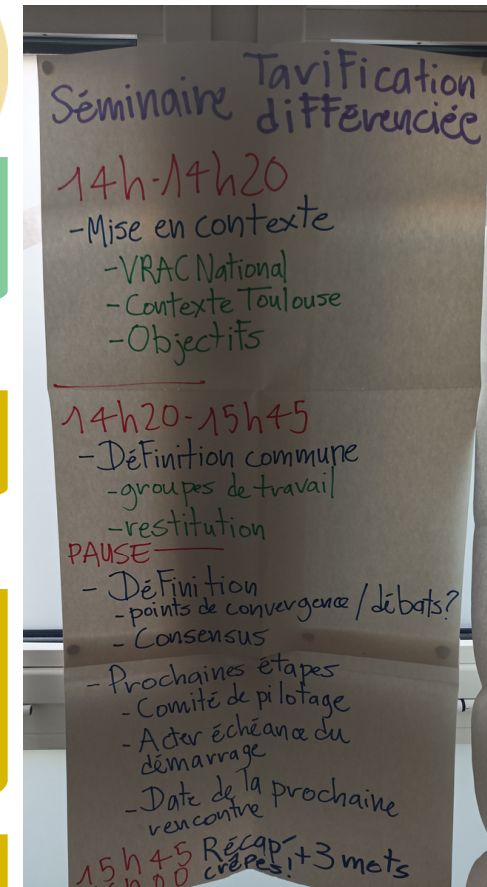 Séminaire Tarification
différenciée
14h-14h20
-Mise en contexte
-VRAC National
-Contexte Toulouse
-Objectifs
14h20-15h45
-Définition commune
-groupes de travail
-restitution
PAUSE
- Définition
-points de convergence / débats?
- Consensus
- Prochaines étapes
- Comité de pilotage
- Acter échéance du
démarrage
- Date de la prochaine
rencontre
15h45 Récap' + 3 mots
crêpes!